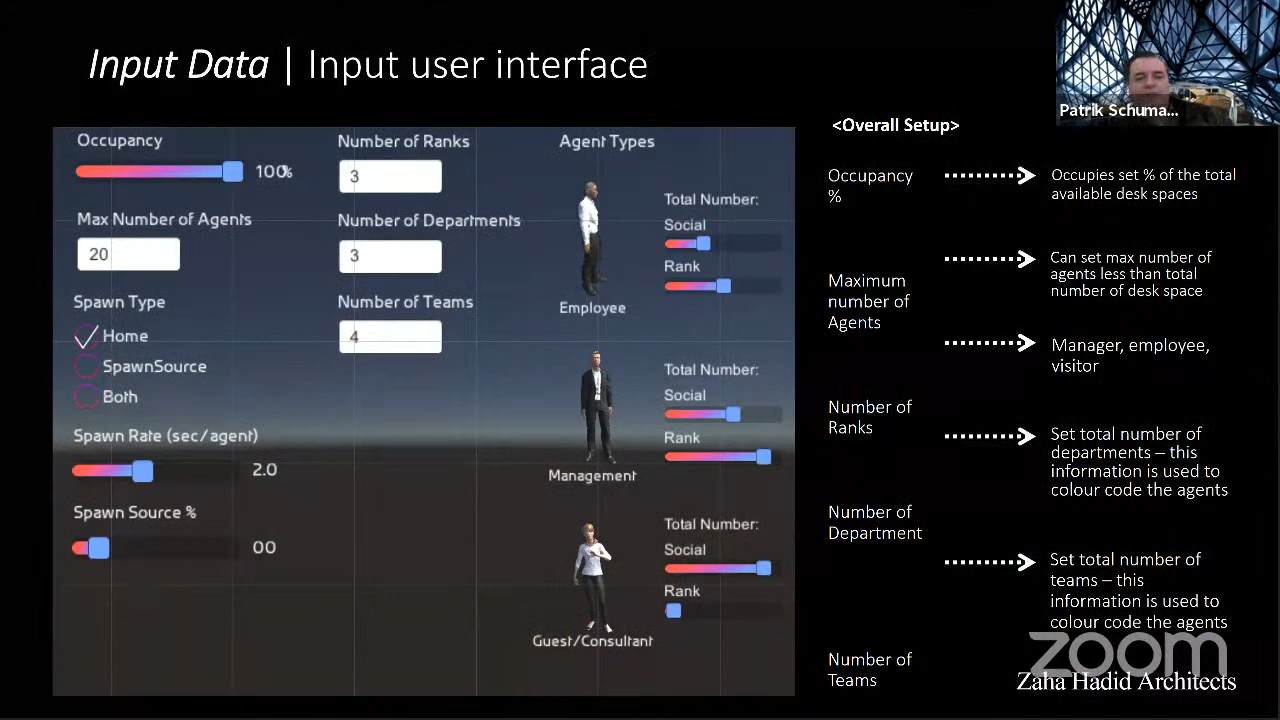 Input Data | Input user interface
Patrik Schuma...
Occupancy
100%
Max Number of Agents
20
Spawn Type
Home
SpawnSource
Both
Spawn Rate (sec/agent)
2.0
Spawn Source %
00
Number of Ranks
3
Number of Departments
3
Number of Teams
4
Agent Types
Total Number:
Social
Rank
Employee
Total Number:
Social
Rank
Management
Total Number:
Social
Rank
Guest/Consultant
<Overall Setup>
Occupancy
%
Occupies set % of the total
available desk spaces
Maximum
number of
Agents
Can set max number of
agents less than total
number of desk space
Number of
Ranks
Manager, employee,
visitor
Number of
Department
Set total number of
departments – this
information is used to
colour code the agents
Number of
Teams
Set total number of
teams – this
information is used to
colour code the agents
zoom
Zaha Hadid Architects